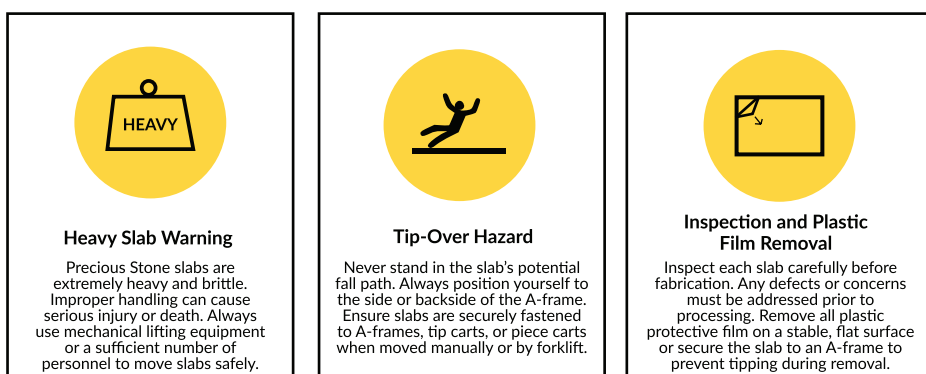 HEAVY
Heavy Slab Warning
Precious Stone slabs are
extremely heavy and brittle.
Improper handling can cause
serious injury or death. Always
use mechanical lifting equipment
or a sufficient number of
personnel to move slabs safely.
Tip-Over Hazard
Never stand in the slab’s potential
fall path. Always position yourself to
the side or backside of the A-frame.
Ensure slabs are securely fastened
to A-frames, tip carts, or piece carts
when moved manually or by forklift.
Inspection and Plastic
Film Removal
Inspect each slab carefully before
fabrication. Any defects or concerns
must be addressed prior to
processing. Remove all plastic
protective film on a stable, flat surface
or secure the slab to an A-frame to
prevent tipping during removal.